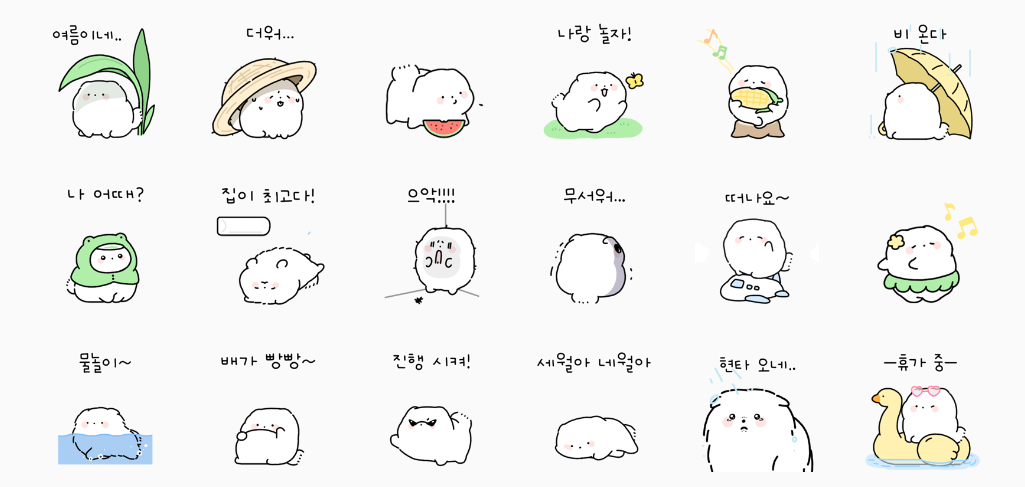 여름이네..
더워...
나랑 놀자!
비 온다
나 어때?
집이 최고다!
으악!!!!
무서워...
떠나요~
물놀이~
배가 빵빵~
진행 시켜!
세월아 네월아
현타 오네..
-휴가 중-